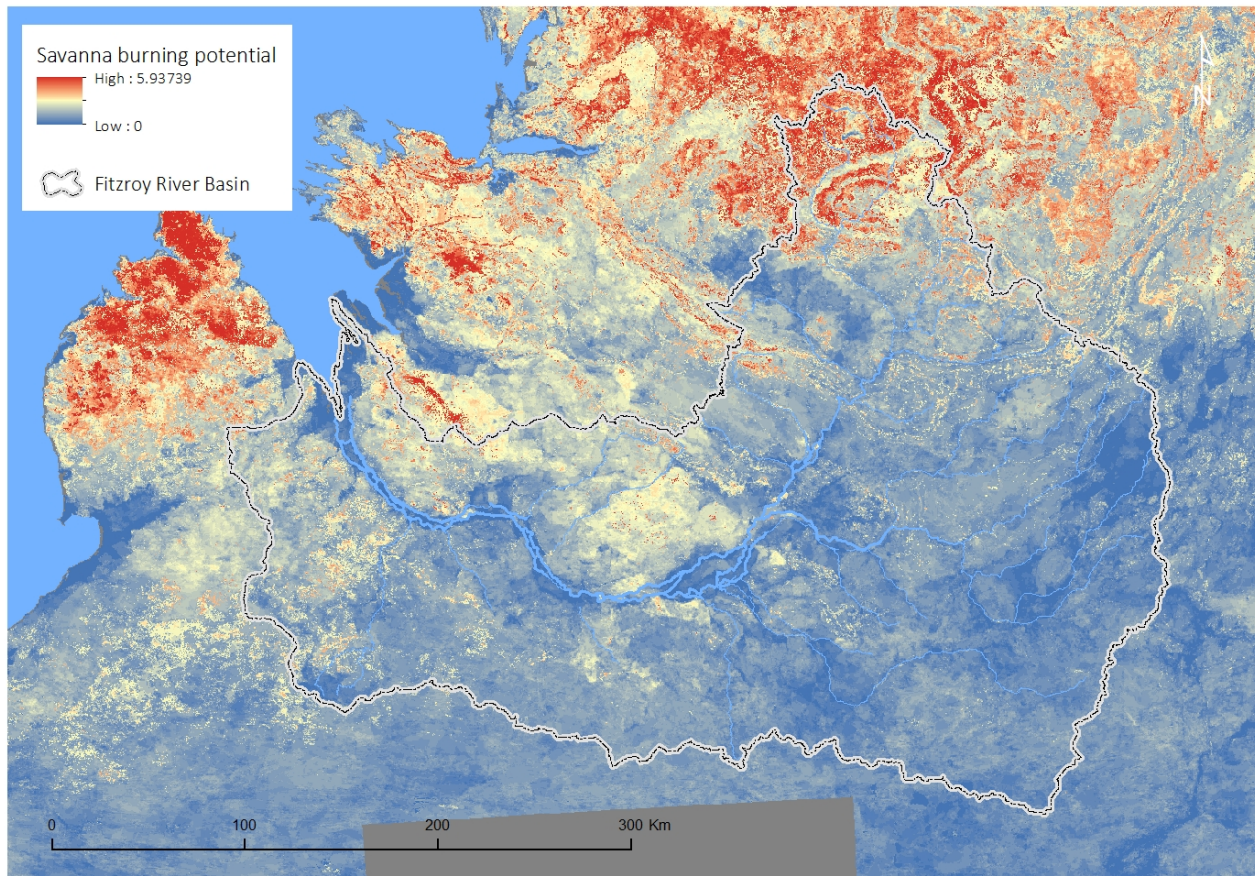 Savanna burning potential
High : 5.93739
Low : 0
Fitzroy River Basin
N
0 100 200 300 Km